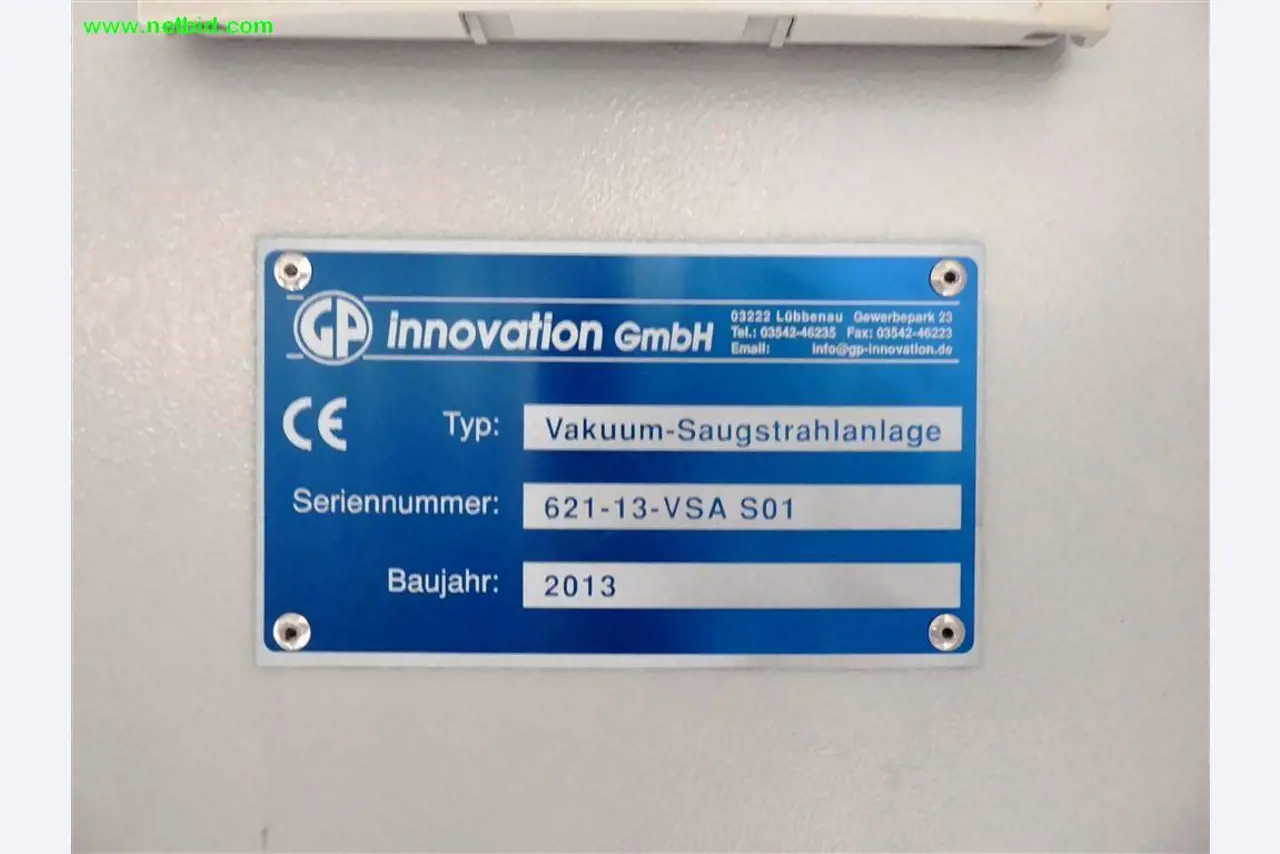 www.netbid.com
GP innovation GmbH
03222 Lübbenau Gewerbepark 23
Tel.: 03542-46235 Fax: 03542-46223
Email: info@gp-innovation.de
CE
Typ: Vakuum-Saugstrahlanlage
Seriennummer: 621-13-VSA S01
Baujahr: 2013